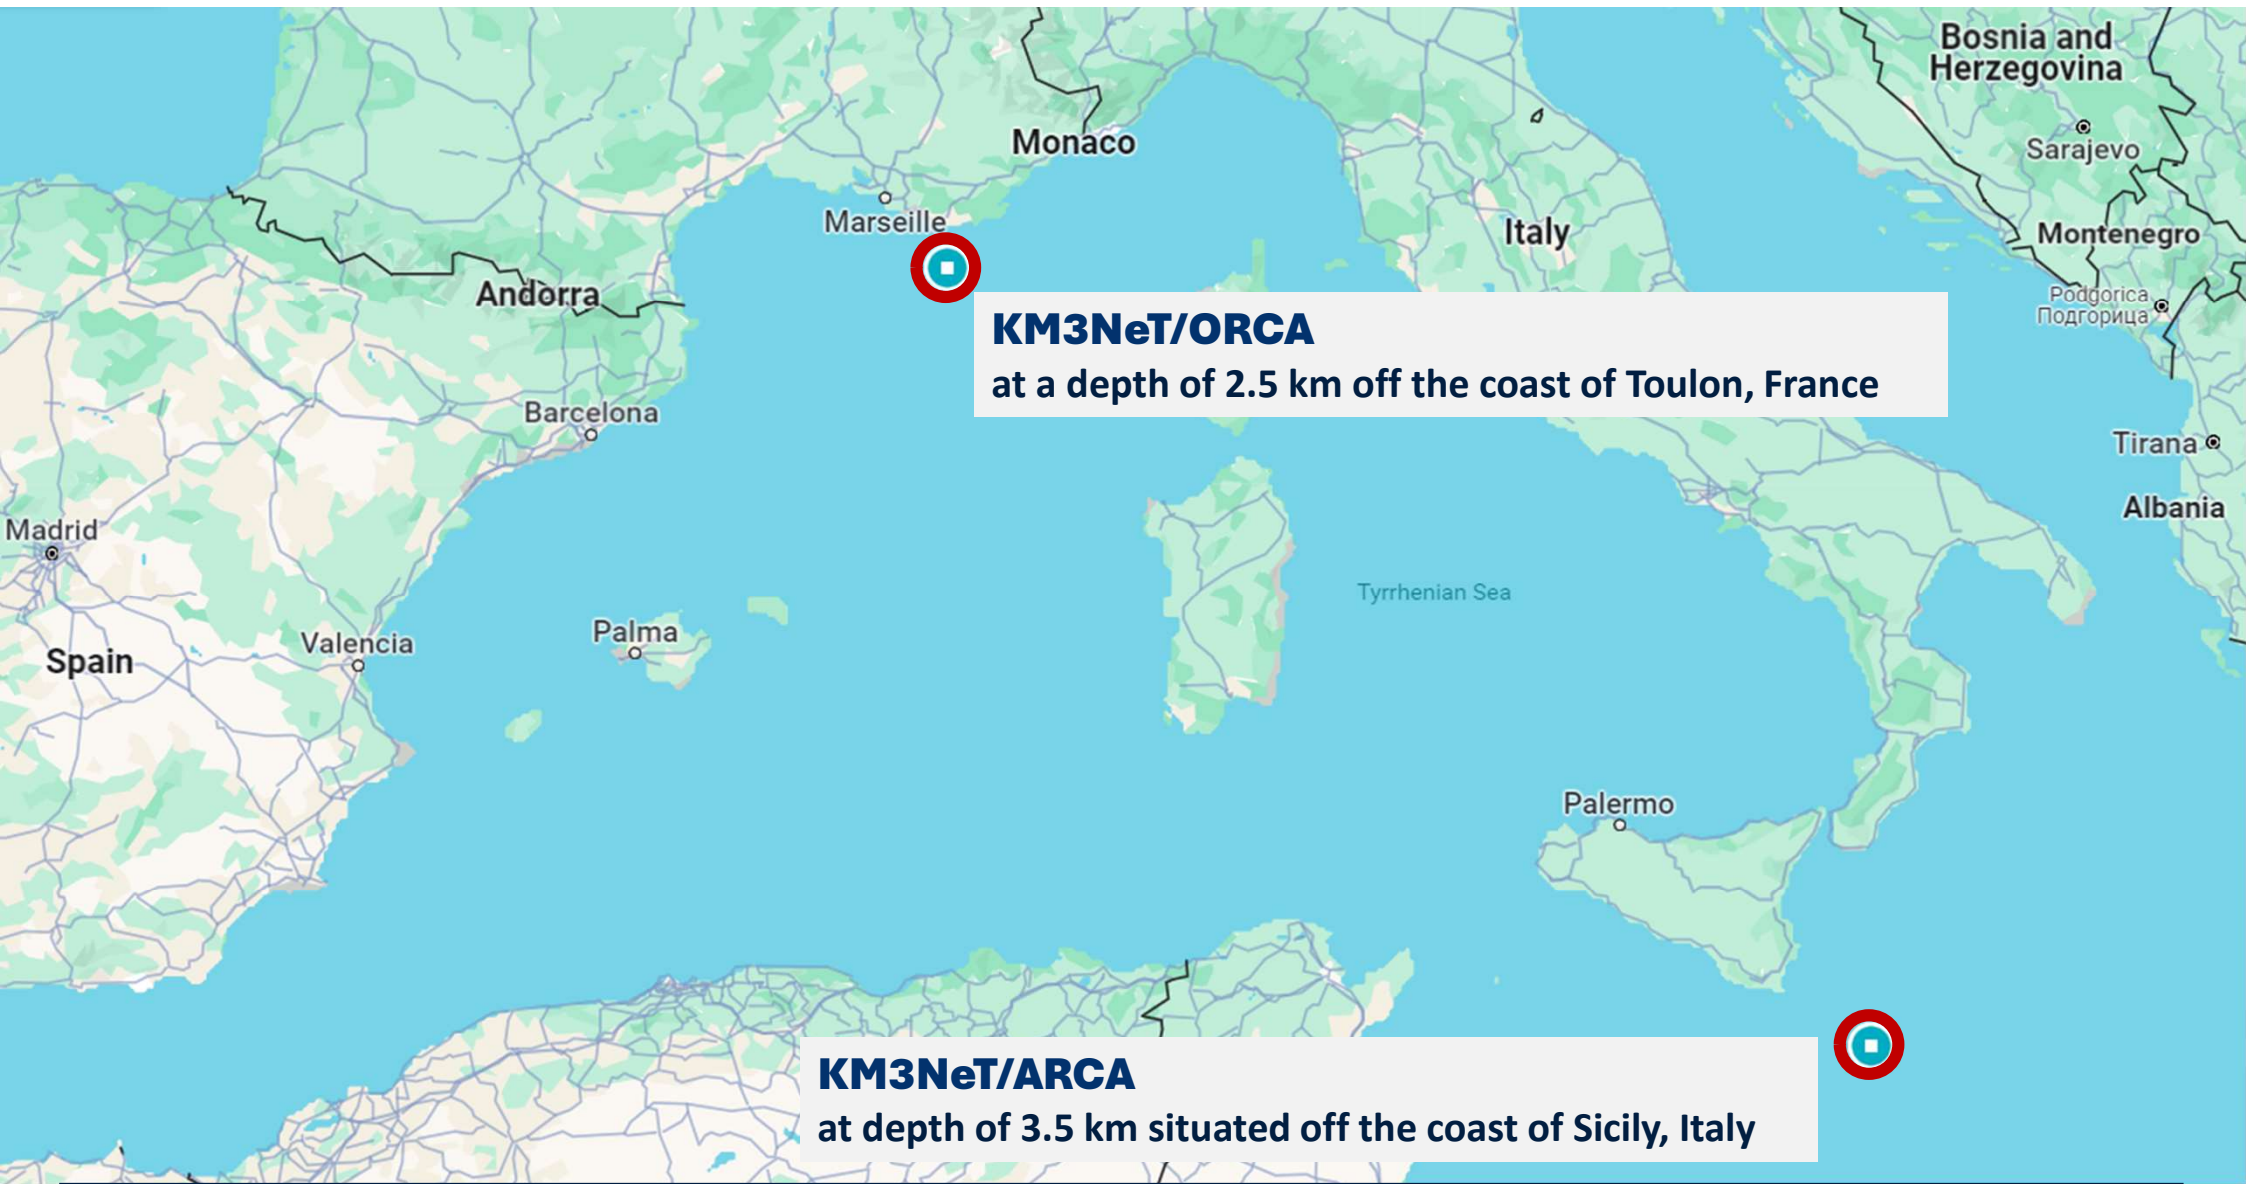 Bosnia and
Herzegovina
Sarajevo
Monaco
Marseille
Italy
Montenegro
Podgorica
Подгорица
Andorra
KM3NeT/ORCA
at a depth of 2.5 km off the coast of Toulon, France
Barcelona
Tirana
Albania
Madrid
Tyrrhenian Sea
Palma
Valencia
Spain
Palermo
KM3NeT/ARCA
at depth of 3.5 km situated off the coast of Sicily, Italy